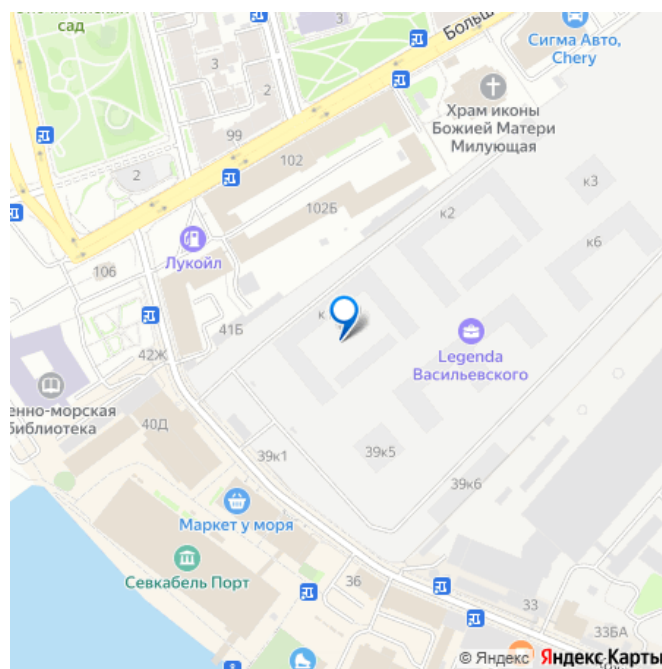 сад
3
3
2
99
2
Больш
Сигма Авто,
Chery
Храм иконы
Божией Матери
Милующая
102
102Б
к3
к2
к6
Лукойл
106
41Б
к
42Ж
Legenda
Васильевского
енно-морская
библиотека
40Д
39к1
39к5
39к6
Маркет у моря
Севкабель Порт
36
33
33БА
© Яндекс Яндекс Карты